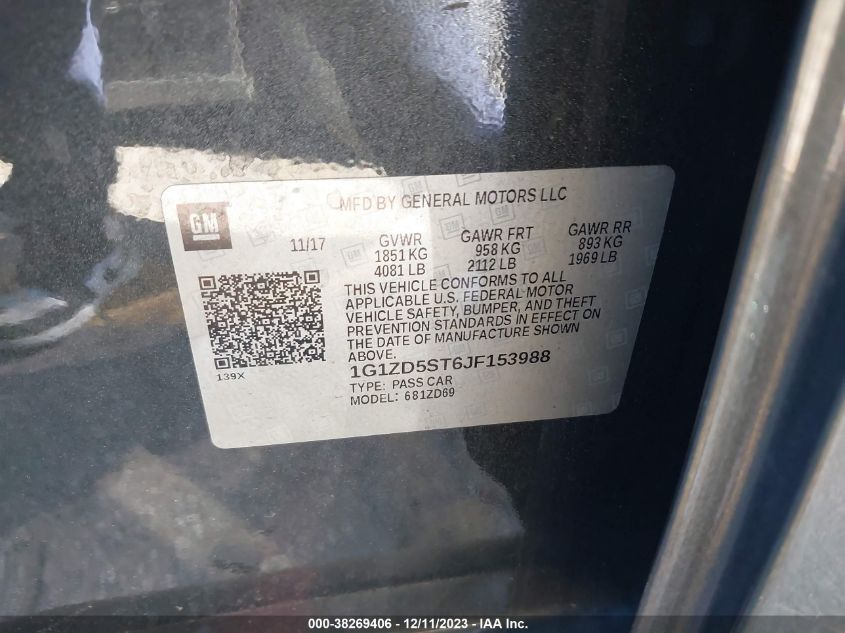 MFD BY GENERAL MOTORS LLC
GM
11/17
GVWR
1851 KG
4081 LB
GAWR FRT
958 KG
2112 LB
GAWR RR
893 KG
1969 LB
THIS VEHICLE CONFORMS TO ALL
APPLICABLE U.S. FEDERAL MOTOR
VEHICLE SAFETY, BUMPER, AND THEFT
PREVENTION STANDARDS IN EFFECT ON
THE DATE OF MANUFACTURE SHOWN
ABOVE.
139X
1G1ZD5ST6JF153988
TYPE: PASS CAR
MODEL: 681ZD69
000-38269406 - 12/11/2023 - IAA Inc.